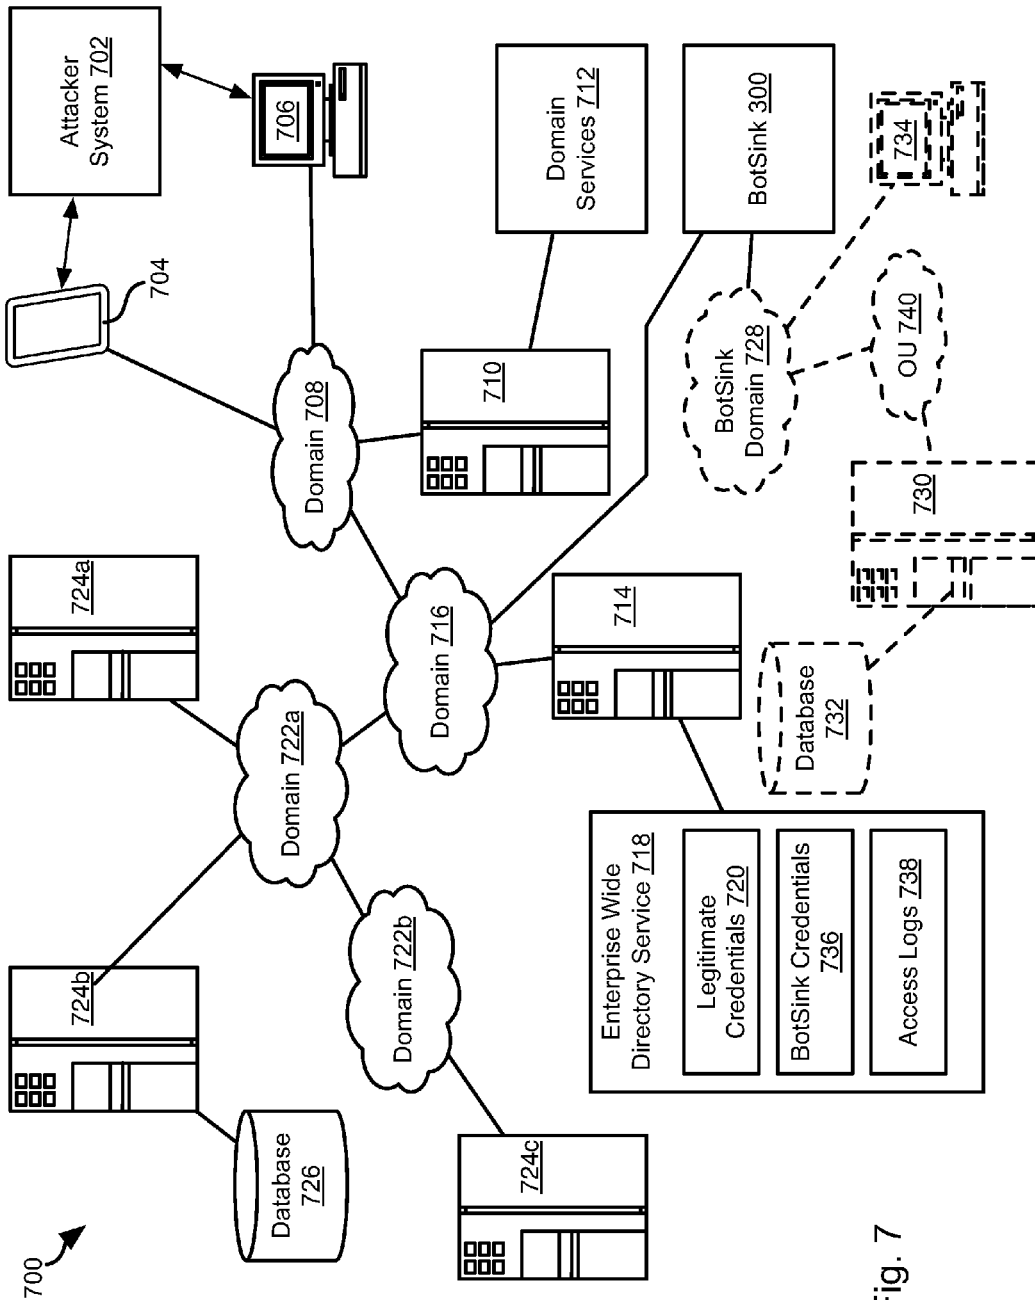 700
724b
724a
Attacker
System 702
704
706
Database
726
Domain 722a
Domain 708
Domain 722b
Domain 716
710
Domain
Services 712
724c
714
BotSink 300
Enterprise Wide
Directory Service 718
Legitimate
Credentials 720
BotSink Credentials
736
Access Logs 738
Database
732
BotSink
Domain 728
OU 740
734
730
Fig. 7